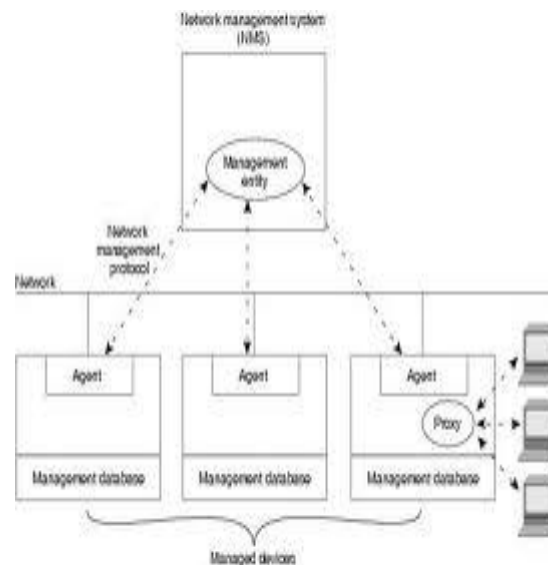 Network management system
(NMS)
Management
entity
Network
management
protocol
Network
Agent
Agent
Agent
Proxy
Management database
Management database
Management database
Managed devices